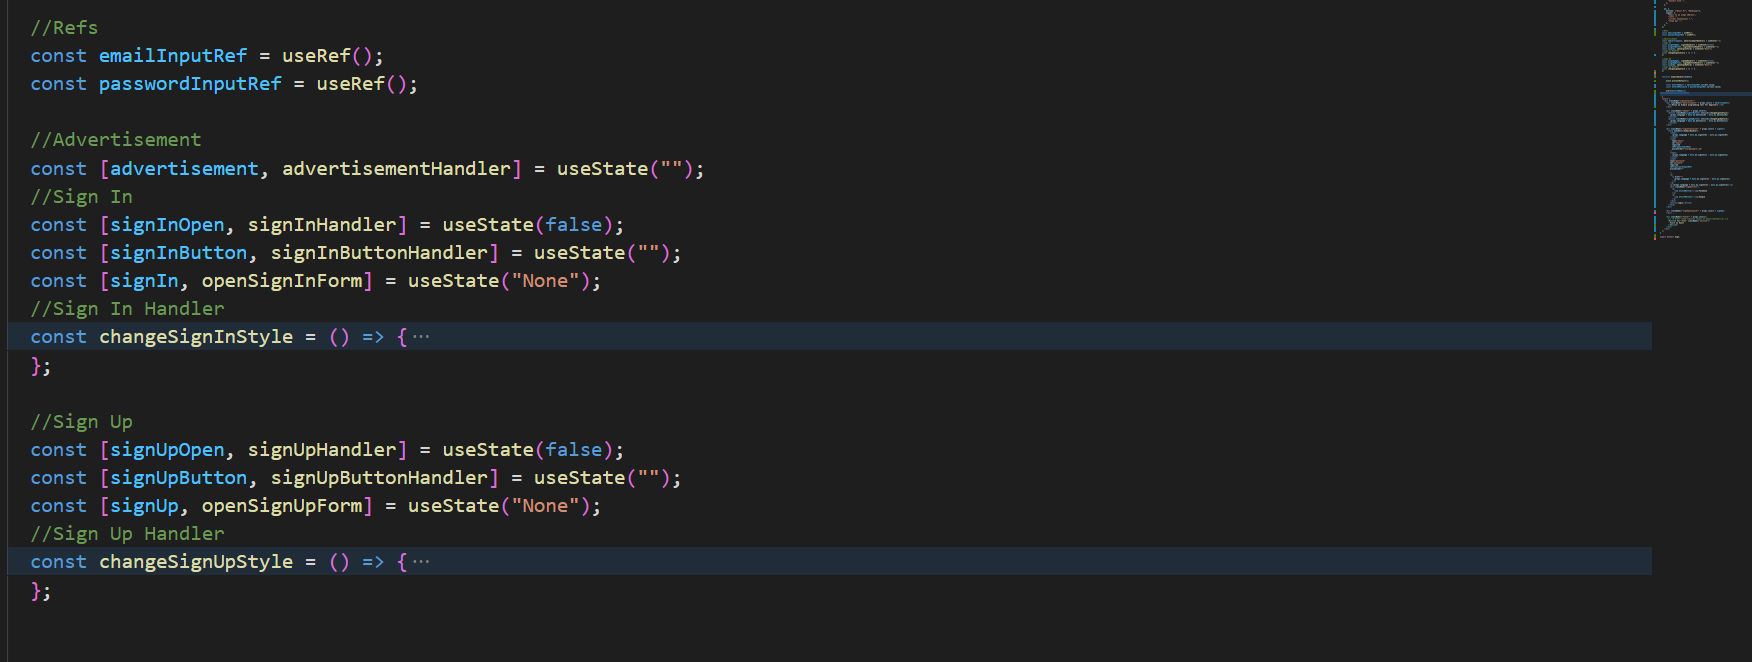 //Refs
const emailInputRef = useRef();
const passwordInputRef = useRef();
//Advertisement
const [advertisement, advertisementHandler] = useState("");
//Sign In
const [signInOpen, signInHandler] = useState(false);
const [signInButton, signInButtonHandler] = useState("");
const [signIn, openSignInForm] = useState("None");
//Sign In Handler
const changeSignInStyle = () => {···
};
//Sign Up
const [signUpOpen, signUpHandler] = useState(false);
const [signUpButton, signUpButtonHandler] = useState("");
const [signUp, openSignUpForm] = useState("None");
//Sign Up Handler
const changeSignUpStyle = () => {···
};